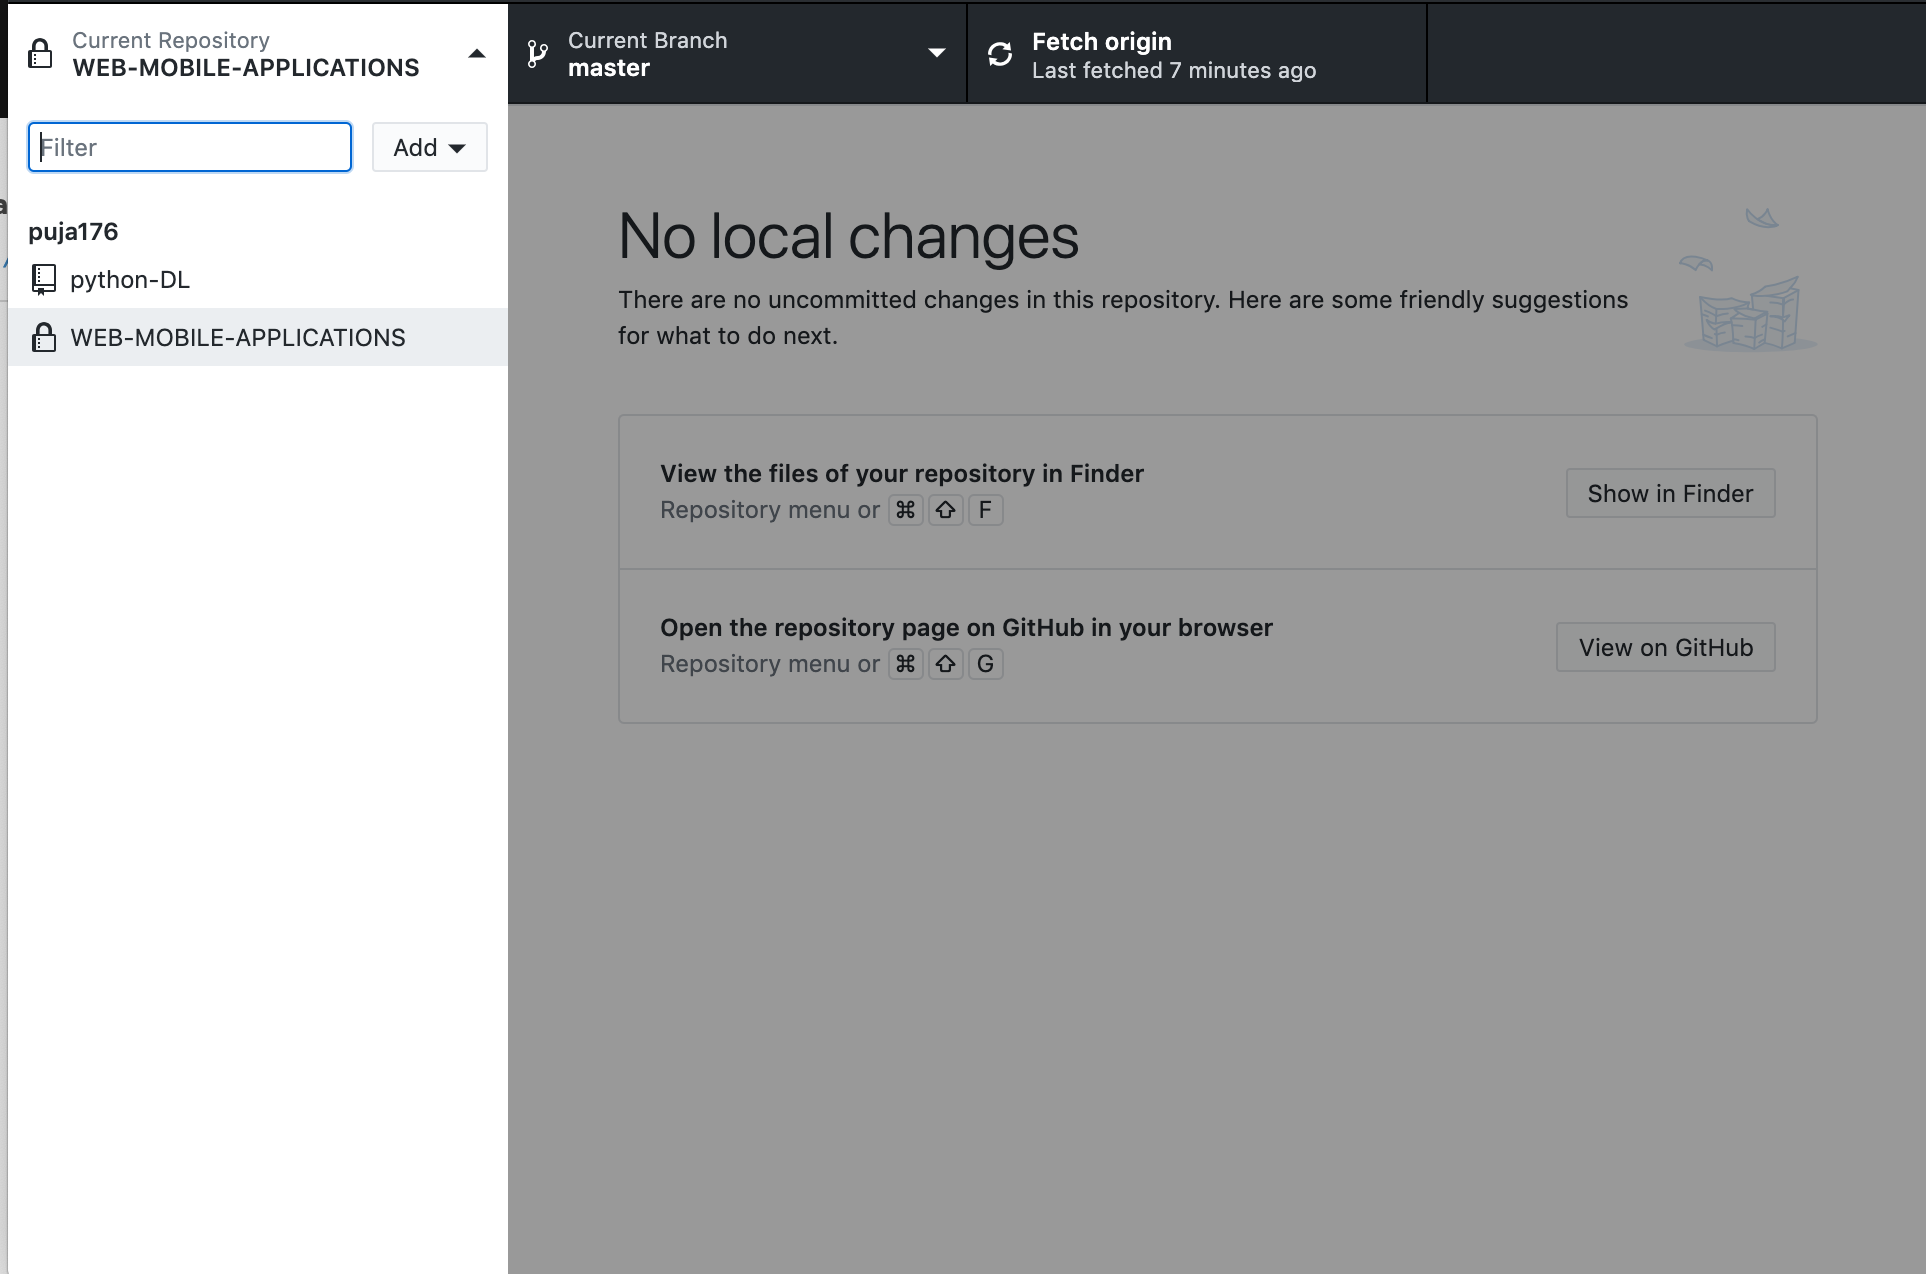 Current Repository
WEB-MOBILE-APPLICATIONS
Current Branch
master
Fetch origin
Last fetched 7 minutes ago
Filter
Add
puja176
python-DL
WEB-MOBILE-APPLICATIONS
No local changes
There are no uncommitted changes in this repository. Here are some friendly suggestions
for what to do next.
View the files of your repository in Finder
Repository menu or ⌘ ⇧ F
Show in Finder
Open the repository page on GitHub in your browser
Repository menu or ⌘ ⇧ G
View on GitHub